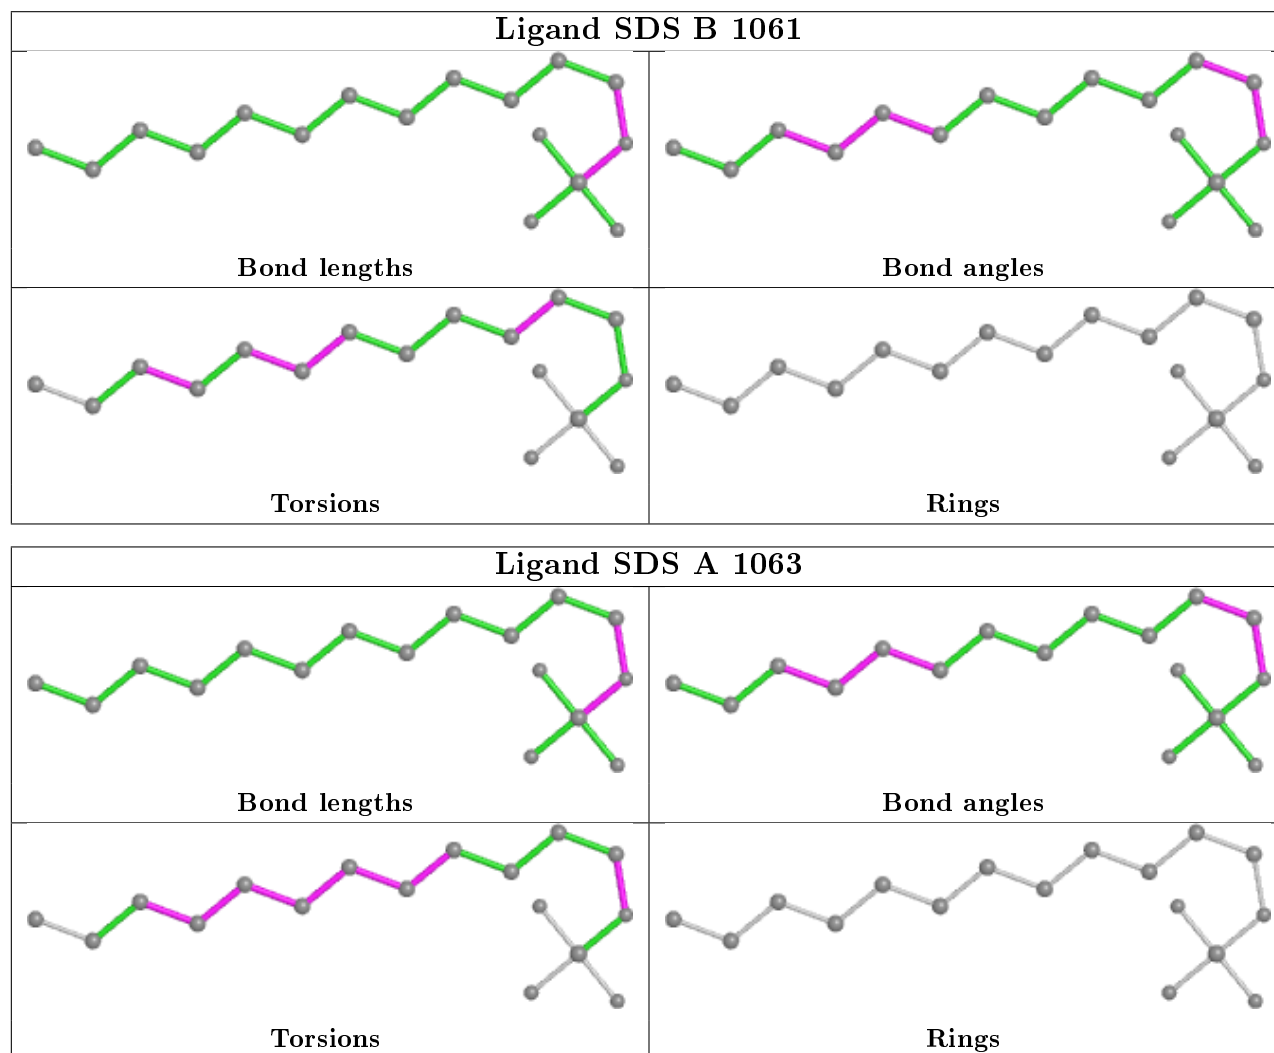 Ligand SDS B 1061
Bond lengths
Bond angles
Torsions
Rings
Ligand SDS A 1063
Bond lengths
Bond angles
Torsions
Rings